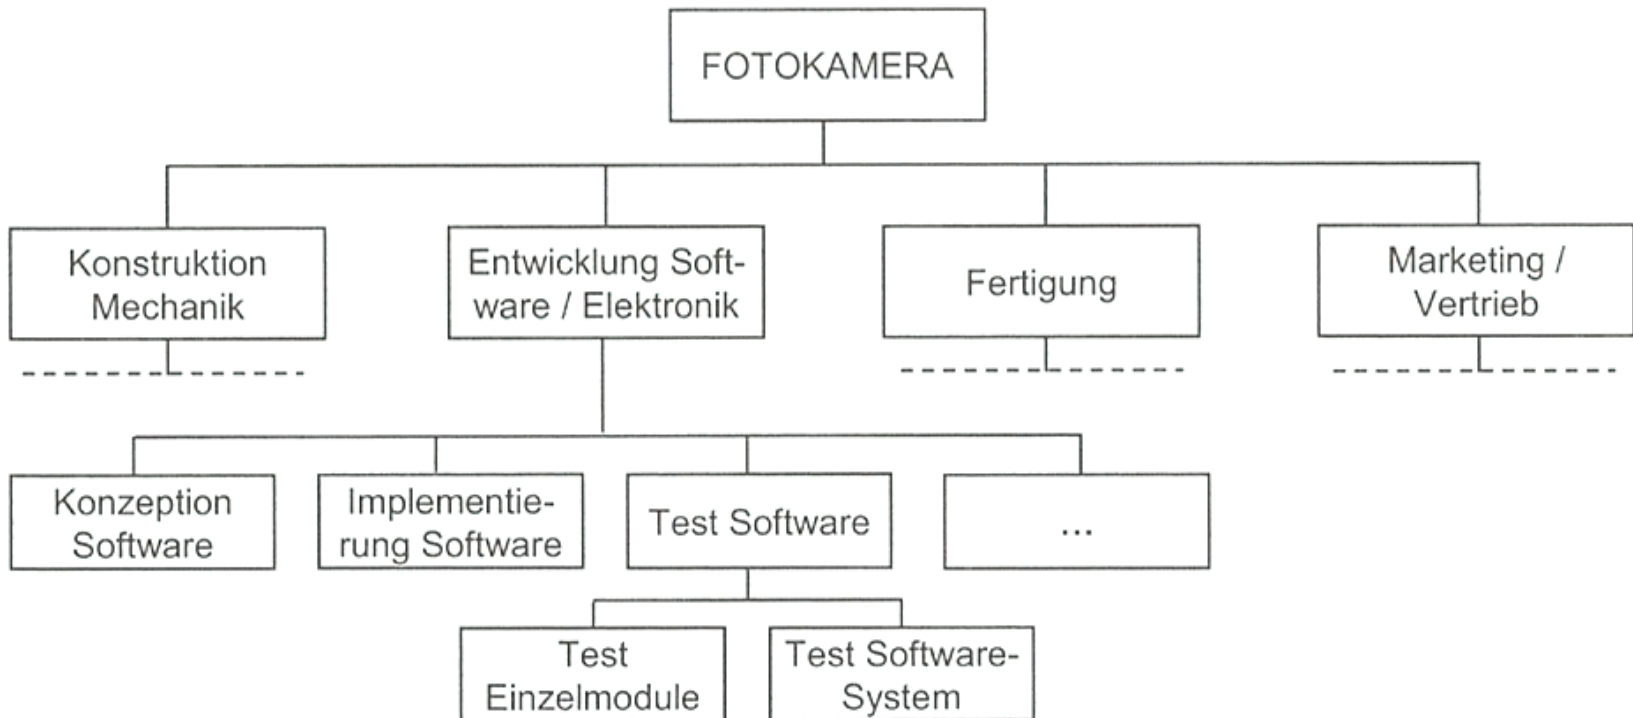 FOTOKAMERA
Konstruktion
Mechanik
Entwicklung Soft-
ware / Elektronik
Fertigung
Marketing /
Vertrieb
Konzeption
Software
Implementie-
rung Software
Test Software
...
Test
Einzelmodule
Test Software-
System